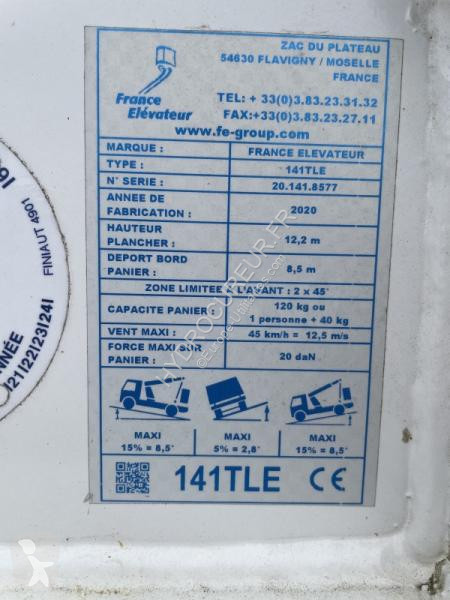 ZAC DU PLATEAU
54630 FLAVIGNY / MOSELLE
FRANCE
France
Elévateur
TEL: + 33(0)3.83.23.31.32
FAX:+33(0)3.83.23.27.11
www.fe-group.com
MARQUE : FRANCE ELEVATEUR
TYPE : 141TLE
N° SERIE : 20.141.8577
ANNEE DE
FABRICATION : 2020
HAUTEUR
PLANCHER : 12,2 m
DEPORT BORD
PANIER : 8,5 m
ZONE LIMITEE À L'AVANT : 2 x 45°
CAPACITE PANIER : 120 kg ou
1 personne + 40 kg
VENT MAXI : 45 km/h = 12,5 m/s
FORCE MAXI SUR
PANIER : 20 daN
MAXI
15% = 8,5°
MAXI
5% = 2,8°
MAXI
15% = 8,5°
141TLE CE
FINIAUT 4901
NNÉE
21|22|23|24|
HYDROCUREUR.FR